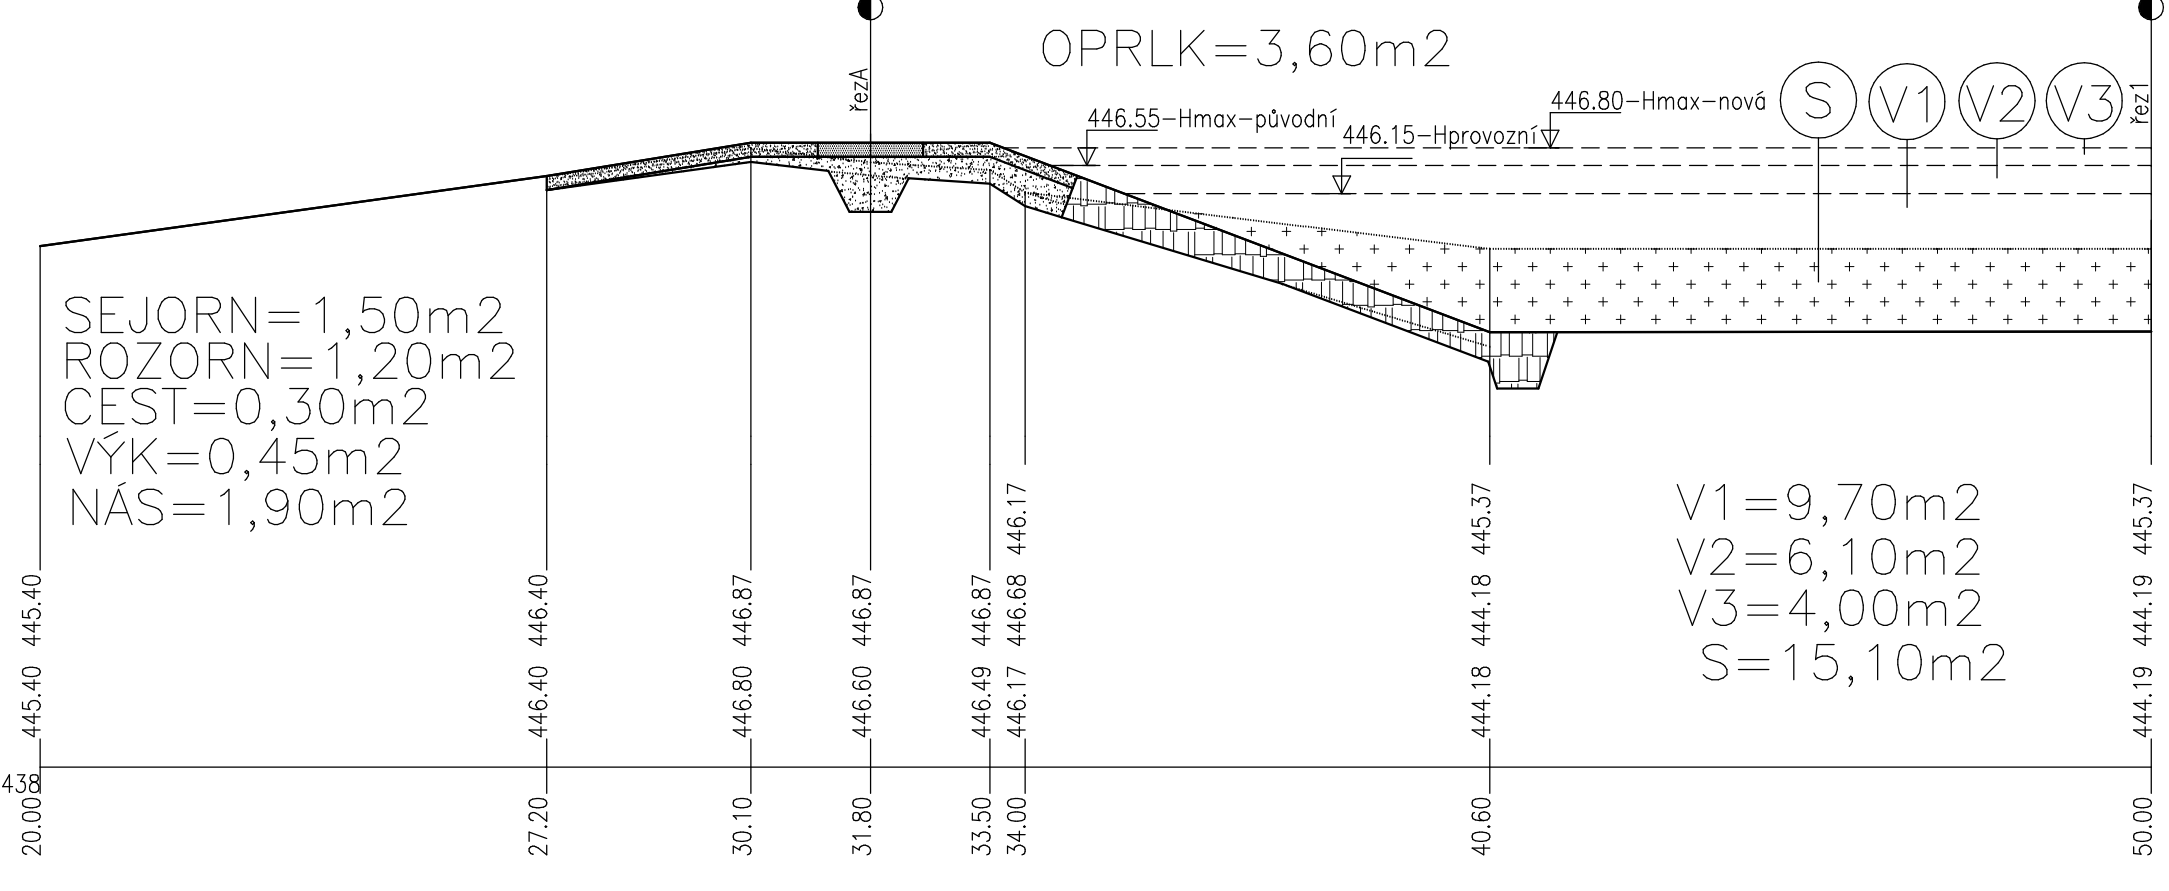 OPRLK=3,60m2
řezA
446.55-Hmax-původní
446.15-Hprovozní
446.80-Hmax-nová
S
V1
V2
V3
řez1
SEJORN=1,50m2
ROZORN=1,20m2
CEST=0,30m2
VÝK=0,45m2
NÁS=1,90m2
V1=9,70m2
V2=6,10m2
V3=4,00m2
S=15,10m2
445.40 445.40
446.40 446.40
446.80 446.87
446.60 446.87
446.49 446.87
446.17 446.68 446.17
444.18 444.18 445.37
444.19 444.19 445.37
438
20.00
27.20
30.10
31.80
33.50
34.00
40.60
50.00